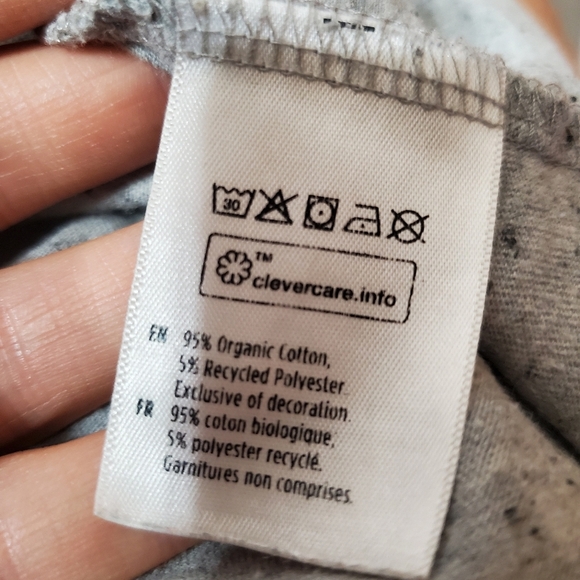 30
™
clevercare.info
EN 95% Organic Cotton,
5% Recycled Polyester
Exclusive of decoration.
FR 95% coton biologique,
5% polyester recyclé.
Garnitures non comprises.